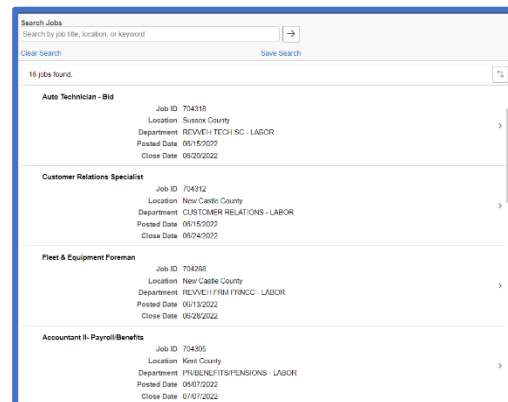 Search Jobs
Search by job title, location, or keyword
Clear Search Save Search
16 jobs found.
Auto Technician - Bid
Job ID 704318
Location Sussex County
Department REVVEH TECH SC - LABOR
Posted Date 06/15/2022
Close Date 06/20/2022
Customer Relations Specialist
Job ID 704312
Location New Castle County
Department CUSTOMER RELATIONS - LABOR
Posted Date 06/15/2022
Close Date 06/24/2022
Fleet & Equipment Foreman
Job ID 704288
Location New Castle County
Department REVVEH FRM FRNCC - LABOR
Posted Date 06/13/2022
Close Date 06/28/2022
Accountant II- Payroll/Benefits
Job ID 704305
Location Kent County
Department PR/BENEFITS/PENSIONS - LABOR
Posted Date 06/07/2022
Close Date 07/07/2022